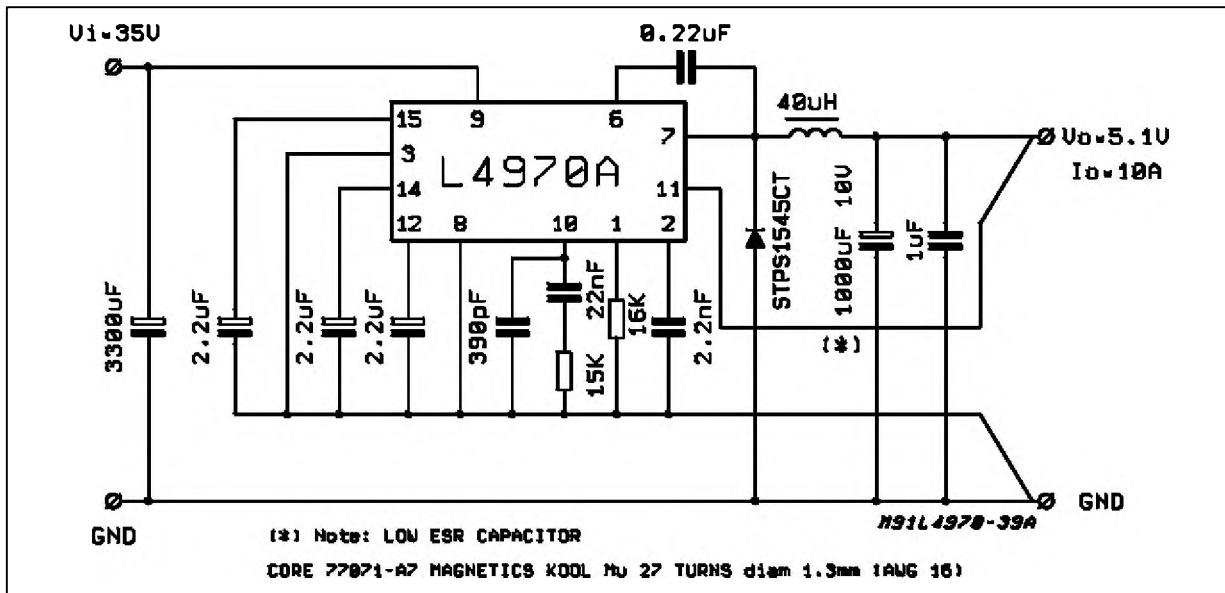 Vi=35V
0.22uF
40uH
15
9
6
3
7
14
L4970A
11
12
8
10
1
2
Vo=5.1V
Io=10A
3300uF
2.2uF
2.2uF
2.2uF
390pF
22nF
15K
16K
2.2nF
STPS1545CT
1000uF 10V
1uF
(*)
GND
GND
M91L4970-39A
(*) Note: LOW ESR CAPACITOR
CORE 77071-A7 MAGNETICS KOOL Mu 27 TURNS diam 1.3mm (AWG 16)